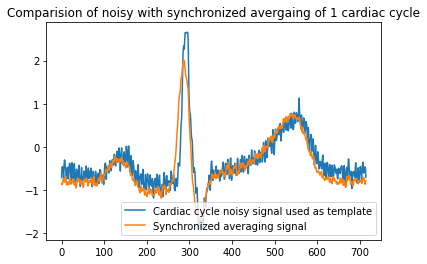 Comparision of noisy with synchronized avergaing of 1 cardiac cycle
2
1
0
−1
−2
Cardiac cycle noisy signal used as template
Synchronized averaging signal
0 100 200 300 400 500 600 700